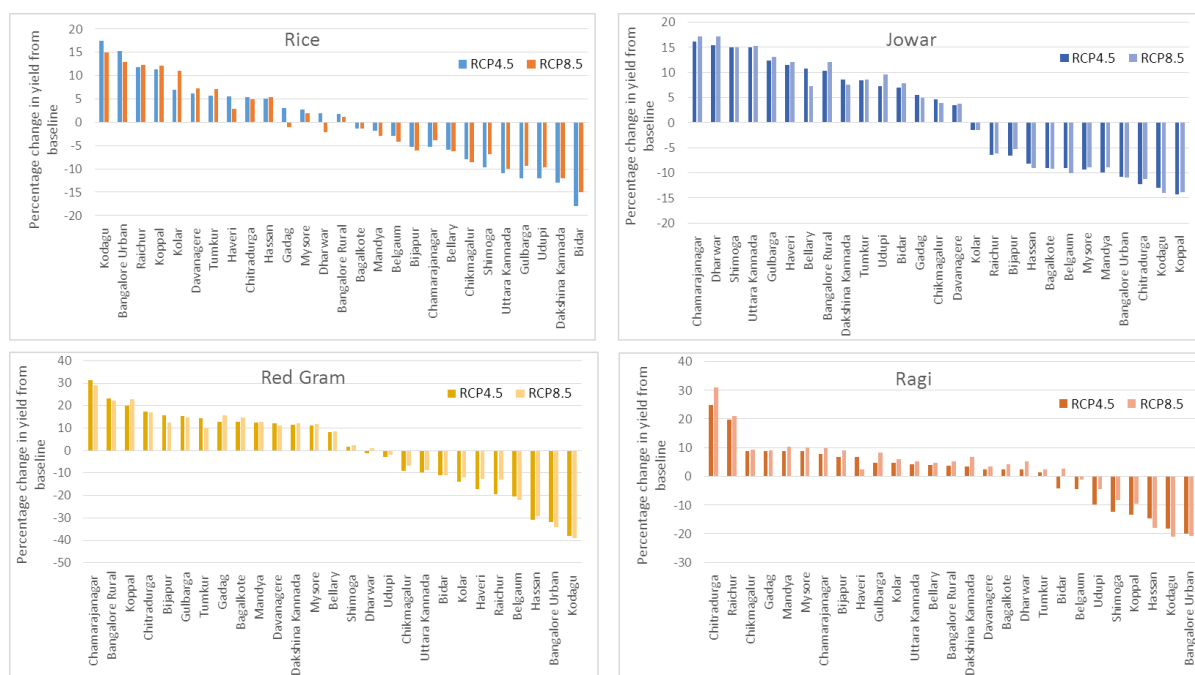 Rice
RCP4.5 RCP8.5
Percentage change in yield from
baseline
20
15
10
5
0
-5
-10
-15
-20
Kodagu
Bangalore Urban
Raichur
Koppal
Kolar
Davanagere
Tumkur
Haveri
Chitradurga
Hassan
Gadag
Mysore
Dharwar
Bangalore Rural
Bagalkote
Mandya
Belgaum
Bijapur
Chamarajanagar
Bellary
Chikmagalur
Shimoga
Uttara Kannada
Gulbarga
Udupi
Dakshina Kannada
Bidar
Jowar
RCP4.5 RCP8.5
Percentage change in yield from
baseline
20
15
10
5
0
-5
-10
-15
-20
Chamarajanagar
Dharwar
Shimoga
Uttara Kannada
Gulbarga
Haveri
Bellary
Bangalore Rural
Dakshina Kannada
Tumkur
Udupi
Bidar
Gadag
Chikmagalur
Davanagere
Kolar
Raichur
Bijapur
Hassan
Bagalkote
Belgaum
Mysore
Mandya
Bangalore Urban
Chitradurga
Kodagu
Koppal
Red Gram
RCP4.5 RCP8.5
Percentage change in yield from
baseline
40
30
20
10
0
-10
-20
-30
-40
-50
Chamarajanagar
Bangalore Rural
Koppal
Chitradurga
Bijapur
Gulbarga
Tumkur
Gadag
Bagalkote
Mandya
Davanagere
Dakshina Kannada
Mysore
Bellary
Shimoga
Dharwar
Udupi
Chikmagalur
Uttara Kannada
Bidar
Kolar
Haveri
Raichur
Belgaum
Hassan
Bangalore Urban
Kodagu
Ragi
RCP4.5 RCP8.5
Percentage change in yield from
baseline
40
30
20
10
0
-10
-20
-30
Chitradurga
Raichur
Chikmagalur
Gadag
Mandya
Mysore
Chamarajanagar
Bijapur
Haveri
Gulbarga
Kolar
Uttara Kannada
Bellary
Bangalore Rural
Dakshina Kannada
Davanagere
Bagalkote
Dharwar
Tumkur
Bidar
Belgaum
Udupi
Shimoga
Koppal
Hassan
Kodagu
Bangalore Urban